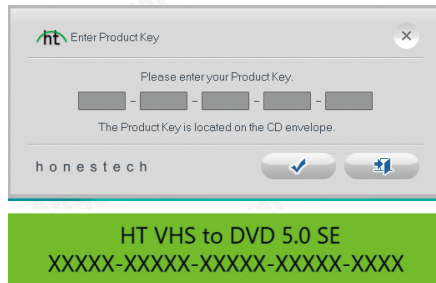 ht Enter Product Key
Please enter your Product Key.
- - - -
The Product Key is located on the CD envelope.
honestech
HT VHS to DVD 5.0 SE
XXXXX-XXXXX-XXXXX-XXXXX-XXXX